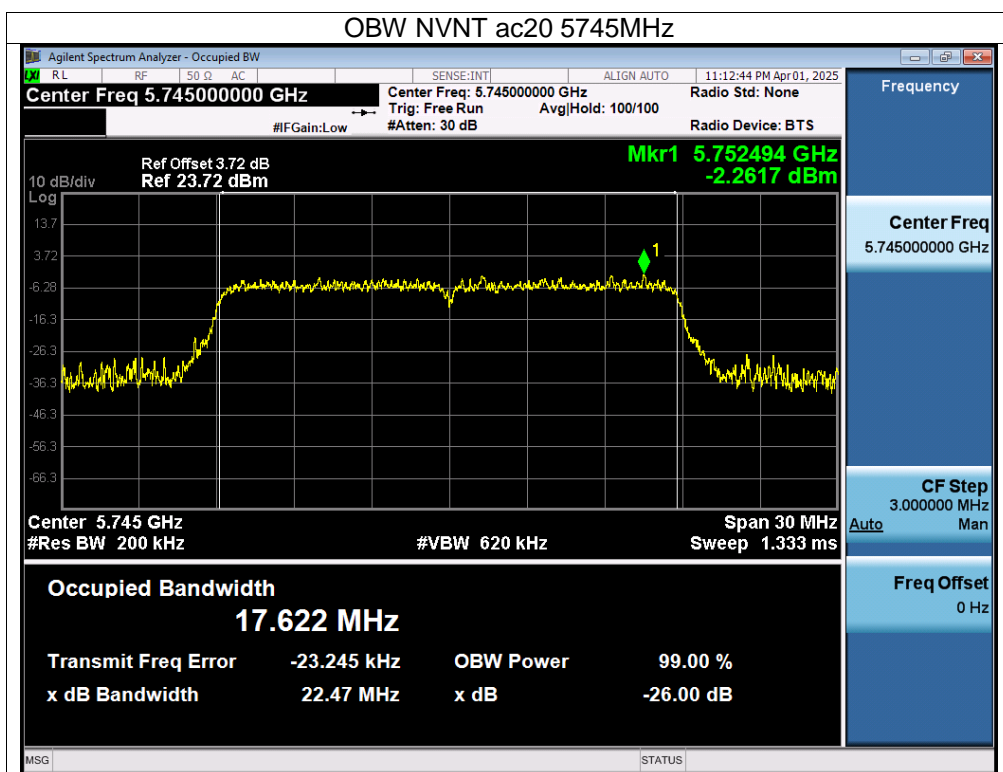 OBW NVNT ac20 5745MHz
Agilent Spectrum Analyzer - Occupied BW
LXI RL RF 50 Ω AC SENSE:INT ALIGN AUTO 11:12:44 PM Apr 01, 2025
Center Freq 5.745000000 GHz
Center Freq: 5.745000000 GHz
Radio Std: None
Trig: Free Run Avg|Hold: 100/100
#IFGain:Low
#Atten: 30 dB
Radio Device: BTS
Frequency
Mkr1 5.752494 GHz
-2.2617 dBm
Ref Offset 3.72 dB
10 dB/div Ref 23.72 dBm
Log
13.7
3.72
-6.28
-16.3
-26.3
-36.3
-46.3
-56.3
-66.3
1
Center Freq
5.745000000 GHz
Center 5.745 GHz
Span 30 MHz
#Res BW 200 kHz
#VBW 620 kHz
Sweep 1.333 ms
CF Step
3.000000 MHz
Auto Man
Occupied Bandwidth
17.622 MHz
Freq Offset
0 Hz
Transmit Freq Error -23.245 kHz OBW Power 99.00 %
x dB Bandwidth 22.47 MHz x dB -26.00 dB
MSG
STATUS